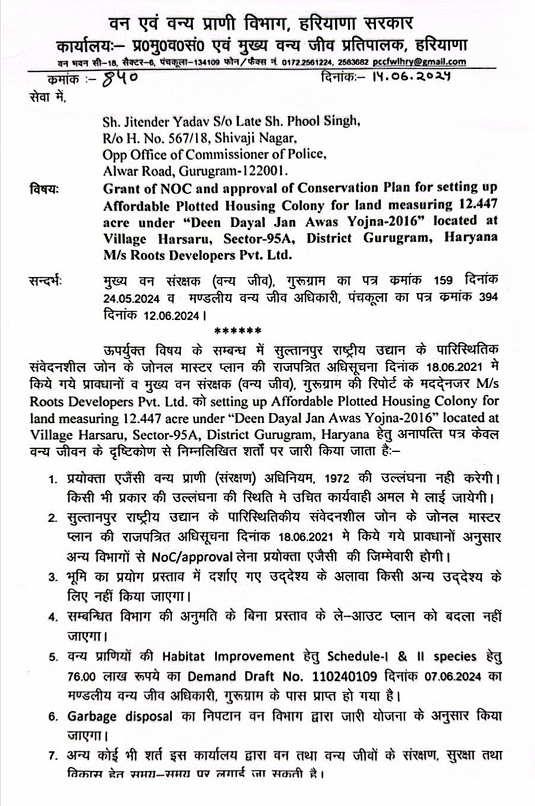 वन एवं वन्य प्राणी विभाग, हरियाणा सरकार
कार्यालयः– प्र०मु०व०सं० एवं मुख्य वन्य जीव प्रतिपालक, हरियाणा
वन भवन सी-18, सैक्टर-6, पंचकूला-134109 फोन/फैक्स नं. 0172.2561224, 2563682 pccfwlhry@gmail.com
कमांक :– 840 दिनांकः– 14.06.2024
सेवा में,
Sh. Jitender Yadav S/o Late Sh. Phool Singh,
R/o H. No. 567/18, Shivaji Nagar,
Opp Office of Commissioner of Police,
Alwar Road, Gurugram-122001.
विषयः Grant of NOC and approval of Conservation Plan for setting up
Affordable Plotted Housing Colony for land measuring 12.447
acre under “Deen Dayal Jan Awas Yojna-2016” located at
Village Harsaru, Sector-95A, District Gurugram, Haryana
M/s Roots Developers Pvt. Ltd.
सन्दर्भः मुख्य वन संरक्षक (वन्य जीव), गुरूग्राम का पत्र कमांक 159 दिनांक
24.05.2024 व मण्डलीय वन्य जीव अधिकारी, पंचकूला का पत्र कमांक 394
दिनांक 12.06.2024।
******
ऊपर्युक्त विषय के सम्बन्ध में सुल्तानपुर राष्ट्रीय उद्यान के पारिस्थितिक
संवेदनशील जोन के जोनल मास्टर प्लान की राजपत्रित अधिसूचना दिनांक 18.06.2021 मे
किये गये प्रावधानों व मुख्य वन संरक्षक (वन्य जीव), गुरूग्राम की रिपोर्ट के मददे्नजर M/s
Roots Developers Pvt. Ltd. को setting up Affordable Plotted Housing Colony for
land measuring 12.447 acre under “Deen Dayal Jan Awas Yojna-2016” located at
Village Harsaru, Sector-95A, District Gurugram, Haryana हेतु अनापत्ति पत्र केवल
वन्य जीवन के दृष्टिकोण से निम्नलिखित शर्तो पर जारी किया जाता हैः–
1. प्रयोक्ता एजैंसी वन्य प्राणी (संरक्षण) अधिनियम, 1972 की उल्लंघना नही करेगी।
किसी भी प्रकार की उल्लंघना की स्थिति मे उचित कार्यवाही अमल मे लाई जायेगी।
2. सुल्तानपुर राष्ट्रीय उद्यान के पारिस्थितिकीय संवेदनशील जोन के जोनल मास्टर
प्लान की राजपत्रित अधिसूचना दिनांक 18.06.2021 मे किये गये प्रावधानों अनुसार
अन्य विभागों से NoC/approval लेना प्रयोक्ता एजैसी की जिम्मेवारी होगी।
3. भूमि का प्रयोग प्रस्ताव में दर्शाए गए उद्देश्य के अलावा किसी अन्य उद्देश्य के
लिए नहीं किया जाएगा।
4. सम्बन्धित विभाग की अनुमति के बिना प्रस्ताव के ले–आउट प्लान को बदला नहीं
जाएगा।
5. वन्य प्राणियों की Habitat Improvement हेतु Schedule-I & II species हेतु
76.00 लाख रूपये का Demand Draft No. 110240109 दिनांक 07.06.2024 का
मण्डलीय वन्य जीव अधिकारी, गुरूग्राम के पास प्राप्त हो गया है।
6. Garbage disposal का निपटान वन विभाग द्वारा जारी योजना के अनुसार किया
जाएगा।
7. अन्य कोई भी शर्त इस कार्यालय द्वारा वन तथा वन्य जीवों के संरक्षण, सुरक्षा तथा
विकास हेतु समय–समय पर लगाई जा सकती है।